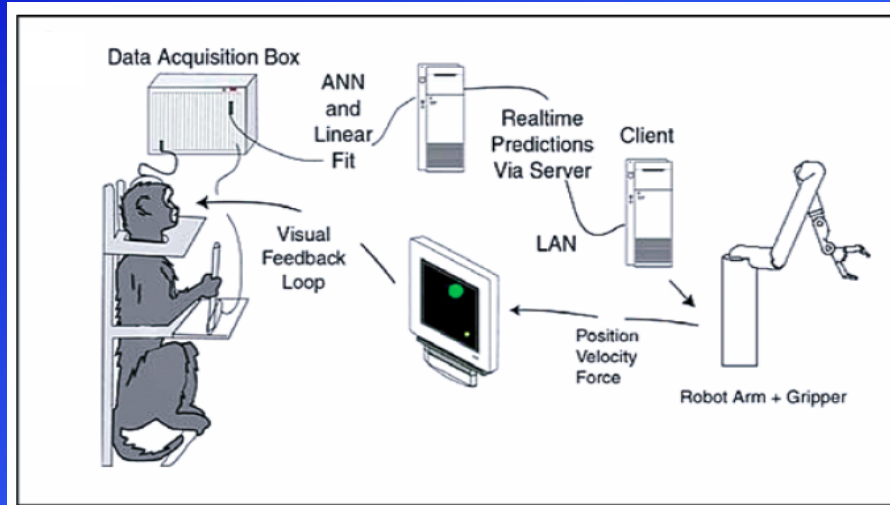 Data Acquisition Box
ANN
and
Linear
Fit
Realtime
Predictions
Via Server
Client
LAN
Visual
Feedback
Loop
Position
Velocity
Force
Robot Arm + Gripper